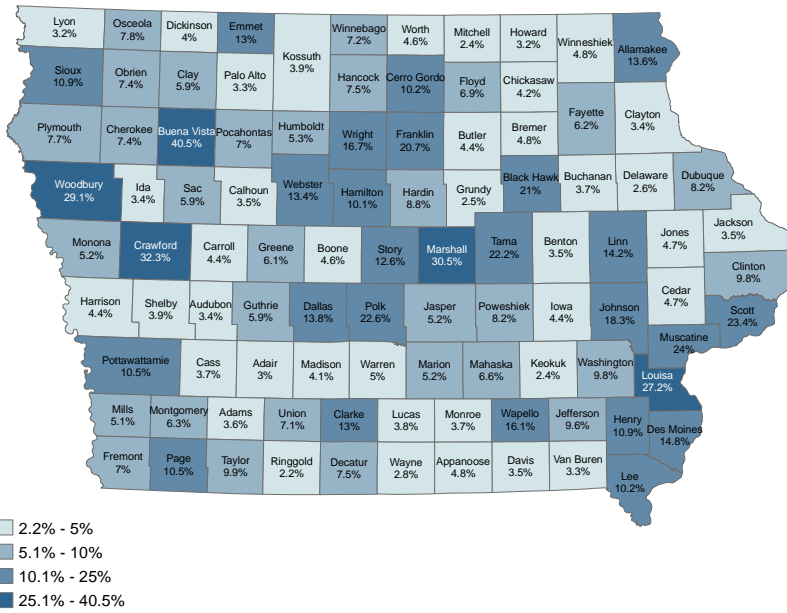 Lyon
3.2%
Osceola
7.8%
Dickinson
4%
Emmet
13%
Kossuth
3.9%
Winnebago
7.2%
Worth
4.6%
Mitchell
2.4%
Howard
3.2%
Winneshiek
4.8%
Allamakee
13.6%
Sioux
10.9%
Obrien
7.4%
Clay
5.9%
Palo Alto
3.3%
Hancock
7.5%
Cerro Gordo
10.2%
Floyd
6.9%
Chickasaw
4.2%
Plymouth
7.7%
Cherokee
7.4%
Buena Vista
40.5%
Pocahontas
7%
Humboldt
5.3%
Wright
16.7%
Franklin
20.7%
Butler
4.4%
Bremer
4.8%
Fayette
6.2%
Clayton
3.4%
Woodbury
29.1%
Ida
3.4%
Sac
5.9%
Calhoun
3.5%
Webster
13.4%
Hamilton
10.1%
Hardin
8.8%
Grundy
2.5%
Black Hawk
21%
Buchanan
3.7%
Delaware
2.6%
Dubuque
8.2%
Monona
5.2%
Crawford
32.3%
Carroll
4.4%
Greene
6.1%
Boone
4.6%
Story
12.6%
Marshall
30.5%
Tama
22.2%
Benton
3.5%
Linn
14.2%
Jones
4.7%
Jackson
3.5%
Clinton
9.8%
Harrison
4.4%
Shelby
3.9%
Audubon
3.4%
Guthrie
5.9%
Dallas
13.8%
Polk
22.6%
Jasper
5.2%
Poweshiek
8.2%
Iowa
4.4%
Johnson
18.3%
Cedar
4.7%
Scott
23.4%
Muscatine
24%
Pottawattamie
10.5%
Cass
3.7%
Adair
3%
Madison
4.1%
Warren
5%
Marion
5.2%
Mahaska
6.6%
Keokuk
2.4%
Washington
9.8%
Louisa
27.2%
Mills
5.1%
Montgomery
6.3%
Adams
3.6%
Union
7.1%
Clarke
13%
Lucas
3.8%
Monroe
3.7%
Wapello
16.1%
Jefferson
9.6%
Henry
10.9%
Des Moines
14.8%
Fremont
7%
Page
10.5%
Taylor
9.9%
Ringgold
2.2%
Decatur
7.5%
Wayne
2.8%
Appanoose
4.8%
Davis
3.5%
Van Buren
3.3%
Lee
10.2%
2.2% - 5%
5.1% - 10%
10.1% - 25%
25.1% - 40.5%